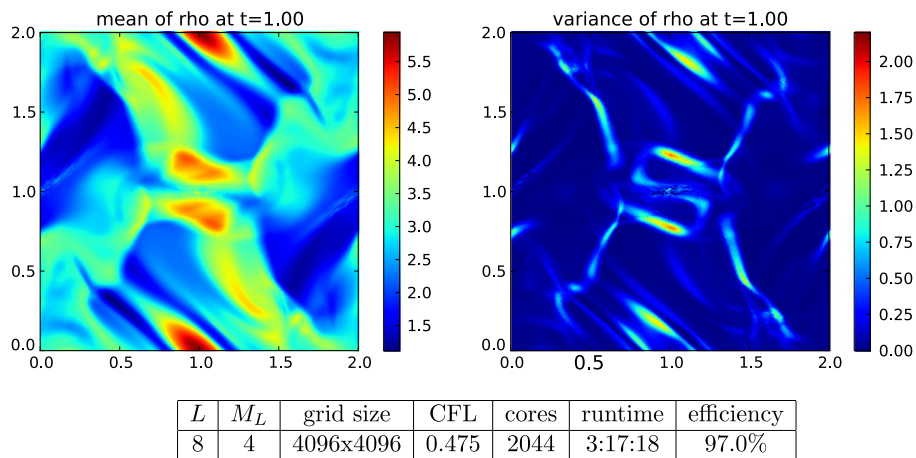 mean of rho at t=1.00 variance of rho at t=1.00
2.0 5.5 2.0 2.00
5.0 1.75
1.5 4.5 1.5 1.50
4.0 1.25
1.0 3.5 1.0 1.00
3.0 0.75
0.5 2.5 0.5 0.50
2.0 0.25
0.0 1.5 0.0 0.00
0.0 0.5 1.0 1.5 2.0 0.0 0.5 1.0 1.5 2.0
L M_L grid size CFL cores runtime efficiency
8 4 4096x4096 0.475 2044 3:17:18 97.0%